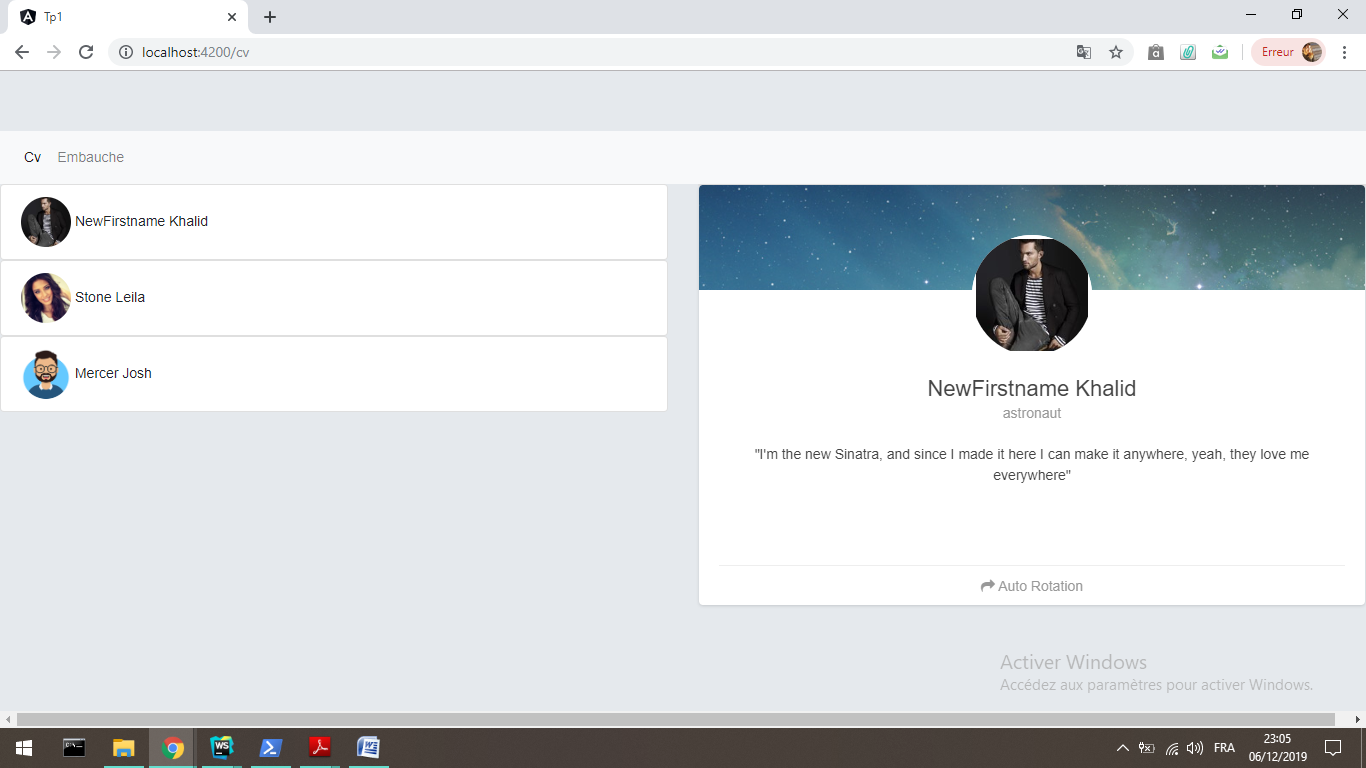 Tp1
localhost:4200/cv
Erreur
Cv Embauche
NewFirstname Khalid
Stone Leila
Mercer Josh
NewFirstname Khalid
astronaut
"I'm the new Sinatra, and since I made it here I can make it anywhere, yeah, they love me
everywhere"
Auto Rotation
Activer Windows
Accédez aux paramètres pour activer Windows.
FRA
23:05
06/12/2019